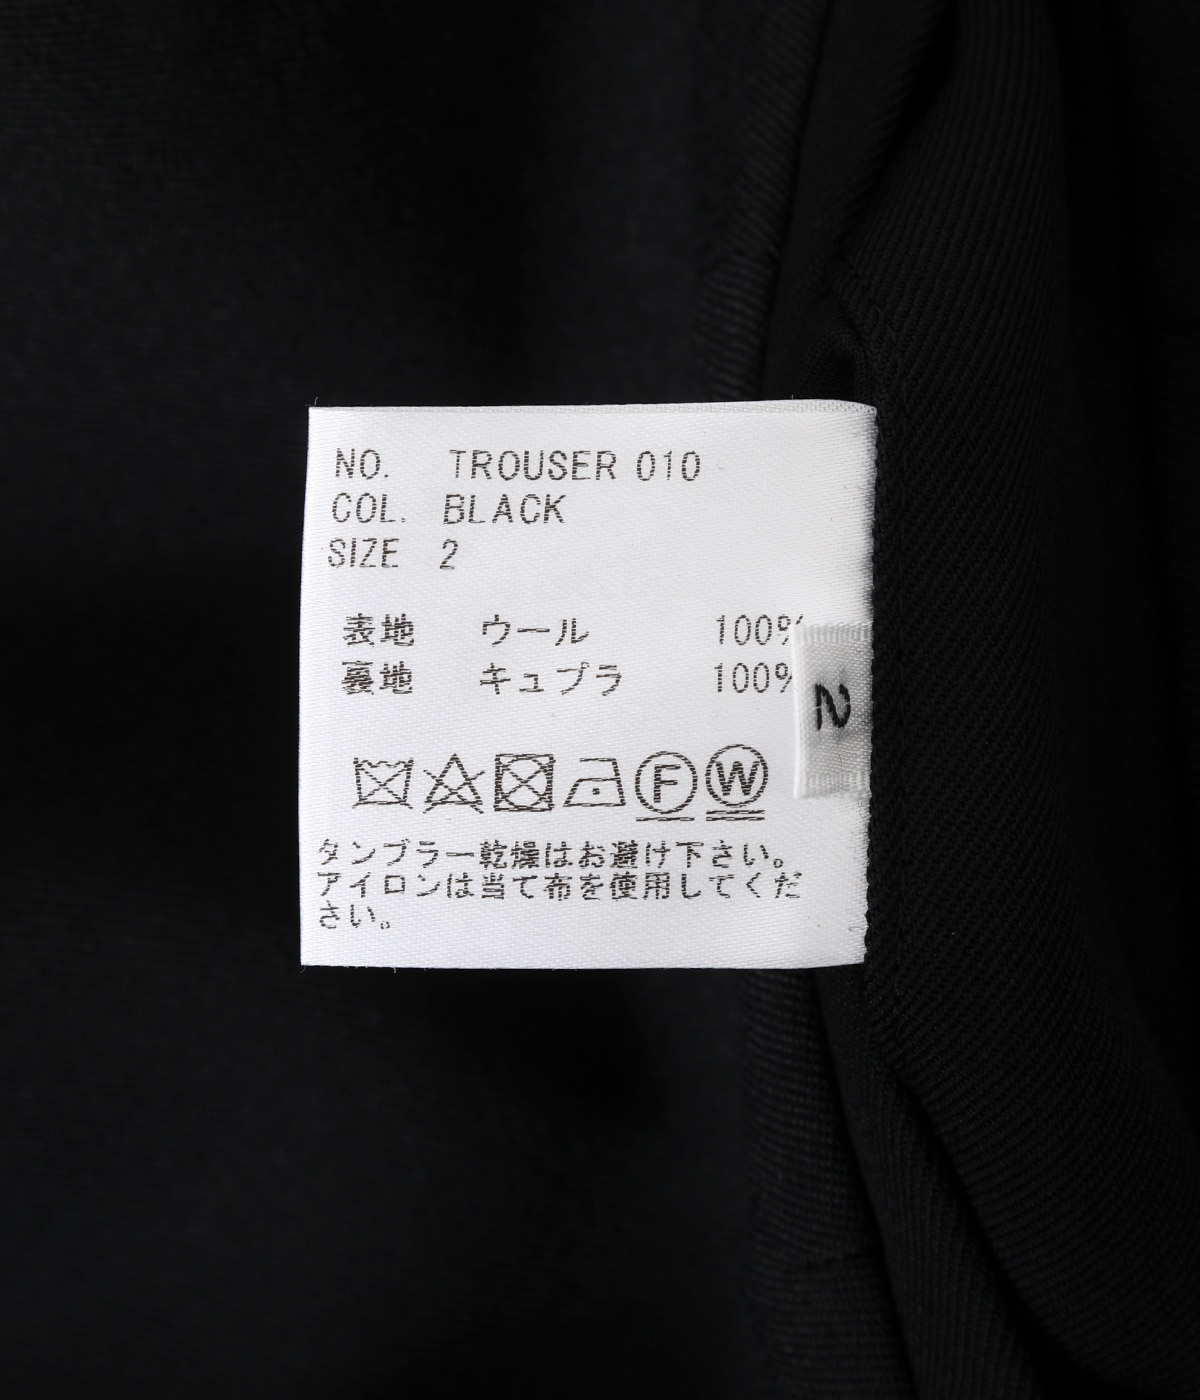 NO. TROUSER 010
COL. BLACK
SIZE 2
表地 ウール 100%
裏地 キュプラ 100%
2
F W
タンブラー乾燥はお避け下さい。
アイロンは当て布を使用してくだ
さい。